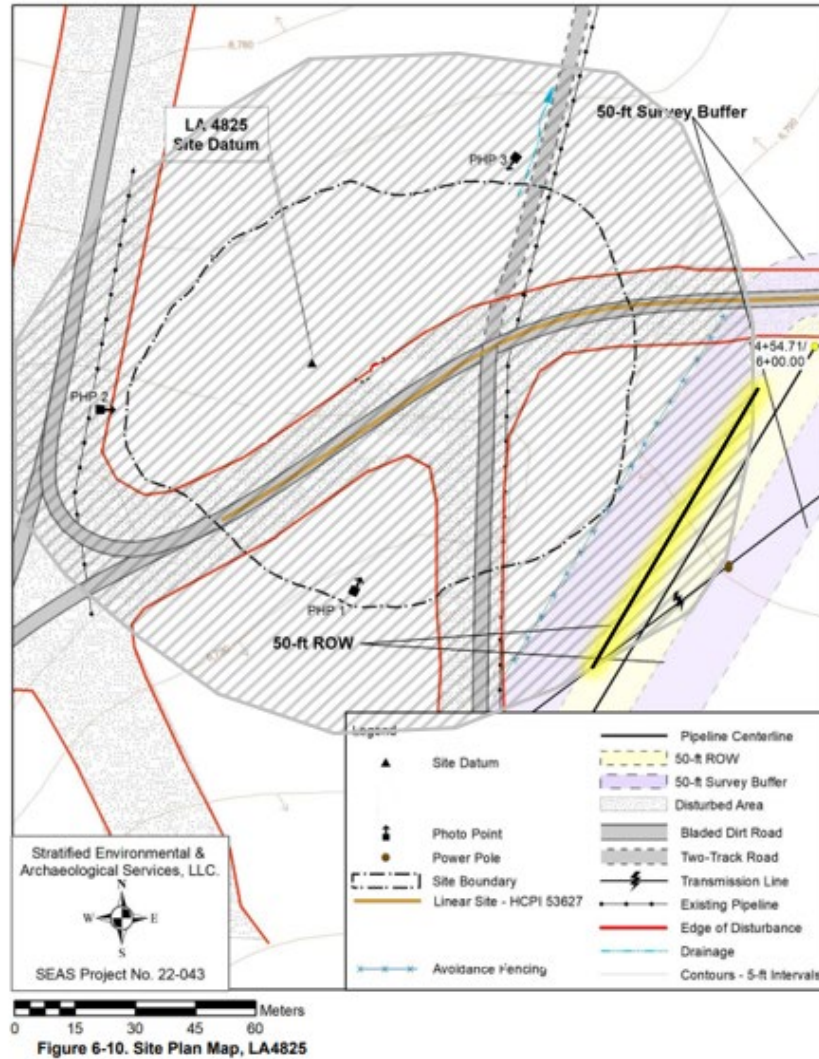 6,780
50-ft Survey Buffer
LA 4825
Site Datum
PHP 3
6,790
4+54.71/
6+00.00
PHP 2
PHP 1
50-ft ROW
Legend
Site Datum
Photo Point
Power Pole
Site Boundary
Linear Site - HCPI 53627
Avoidance Fencing
Pipeline Centerline
50-ft ROW
50-ft Survey Buffer
Disturbed Area
Bladed Dirt Road
Two-Track Road
Transmission Line
Existing Pipeline
Edge of Disturbance
Drainage
Contours - 5-ft Intervals
Stratified Environmental &
Archaeological Services, LLC.
N
W E
S
SEAS Project No. 22-043
Meters
0 15 30 45 60
Figure 6-10. Site Plan Map, LA4825